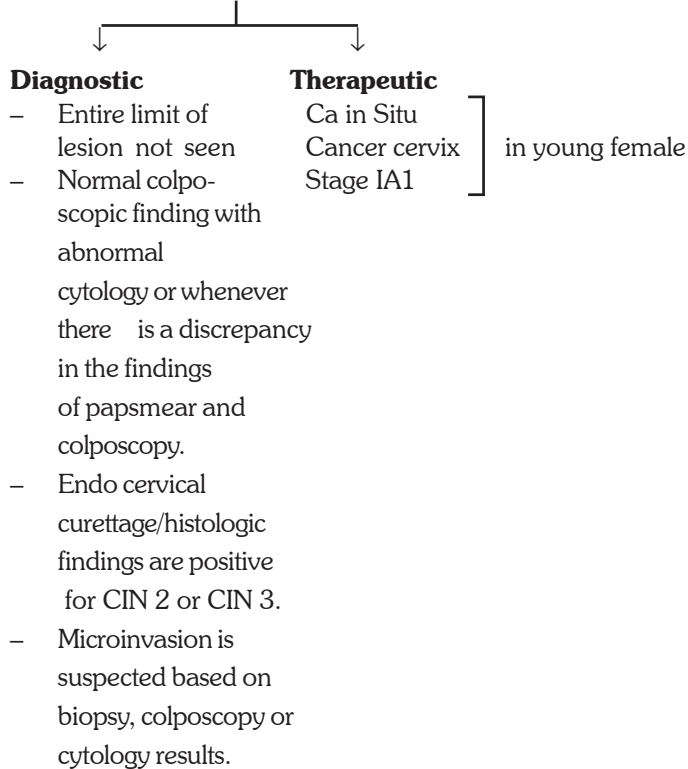 Diagnostic
– Entire limit of
lesion not seen
– Normal colpo-
scopic finding with
abnormal
cytology or whenever
there is a discrepancy
in the findings
of papsmear and
colposcopy.
– Endo cervical
curettage/histologic
findings are positive
for CIN 2 or CIN 3.
– Microinvasion is
suspected based on
biopsy, colposcopy or
cytology results.
Therapeutic
Ca in Situ
Cancer cervix
Stage IA1
in young female